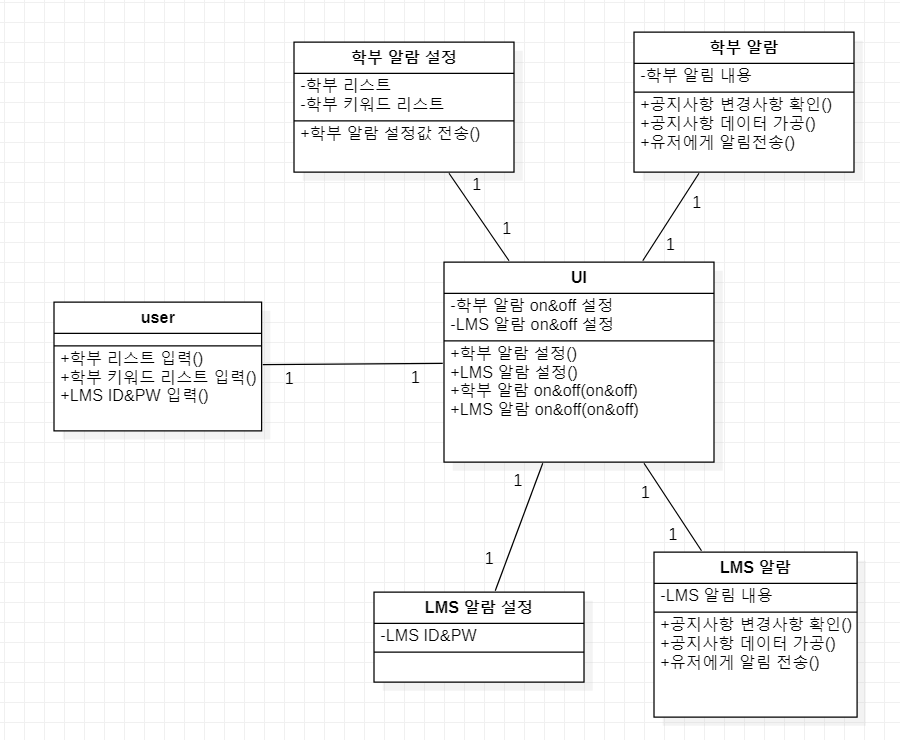 학부 알람 설정
-학부 리스트
-학부 키워드 리스트
+학부 알람 설정값 전송()
학부 알람
-학부 알림 내용
+공지사항 변경사항 확인()
+공지사항 데이터 가공()
+유저에게 알림전송()
1
1
1
1
UI
-학부 알람 on&off 설정
-LMS 알람 on&off 설정
+학부 알람 설정()
+LMS 알람 설정()
+학부 알람 on&off(on&off)
+LMS 알람 on&off(on&off)
user
+학부 리스트 입력()
+학부 키워드 리스트 입력()
+LMS ID&PW 입력()
1
1
1
1
1
1
LMS 알람 설정
-LMS ID&PW
LMS 알람
-LMS 알림 내용
+공지사항 변경사항 확인()
+공지사항 데이터 가공()
+유저에게 알림 전송()